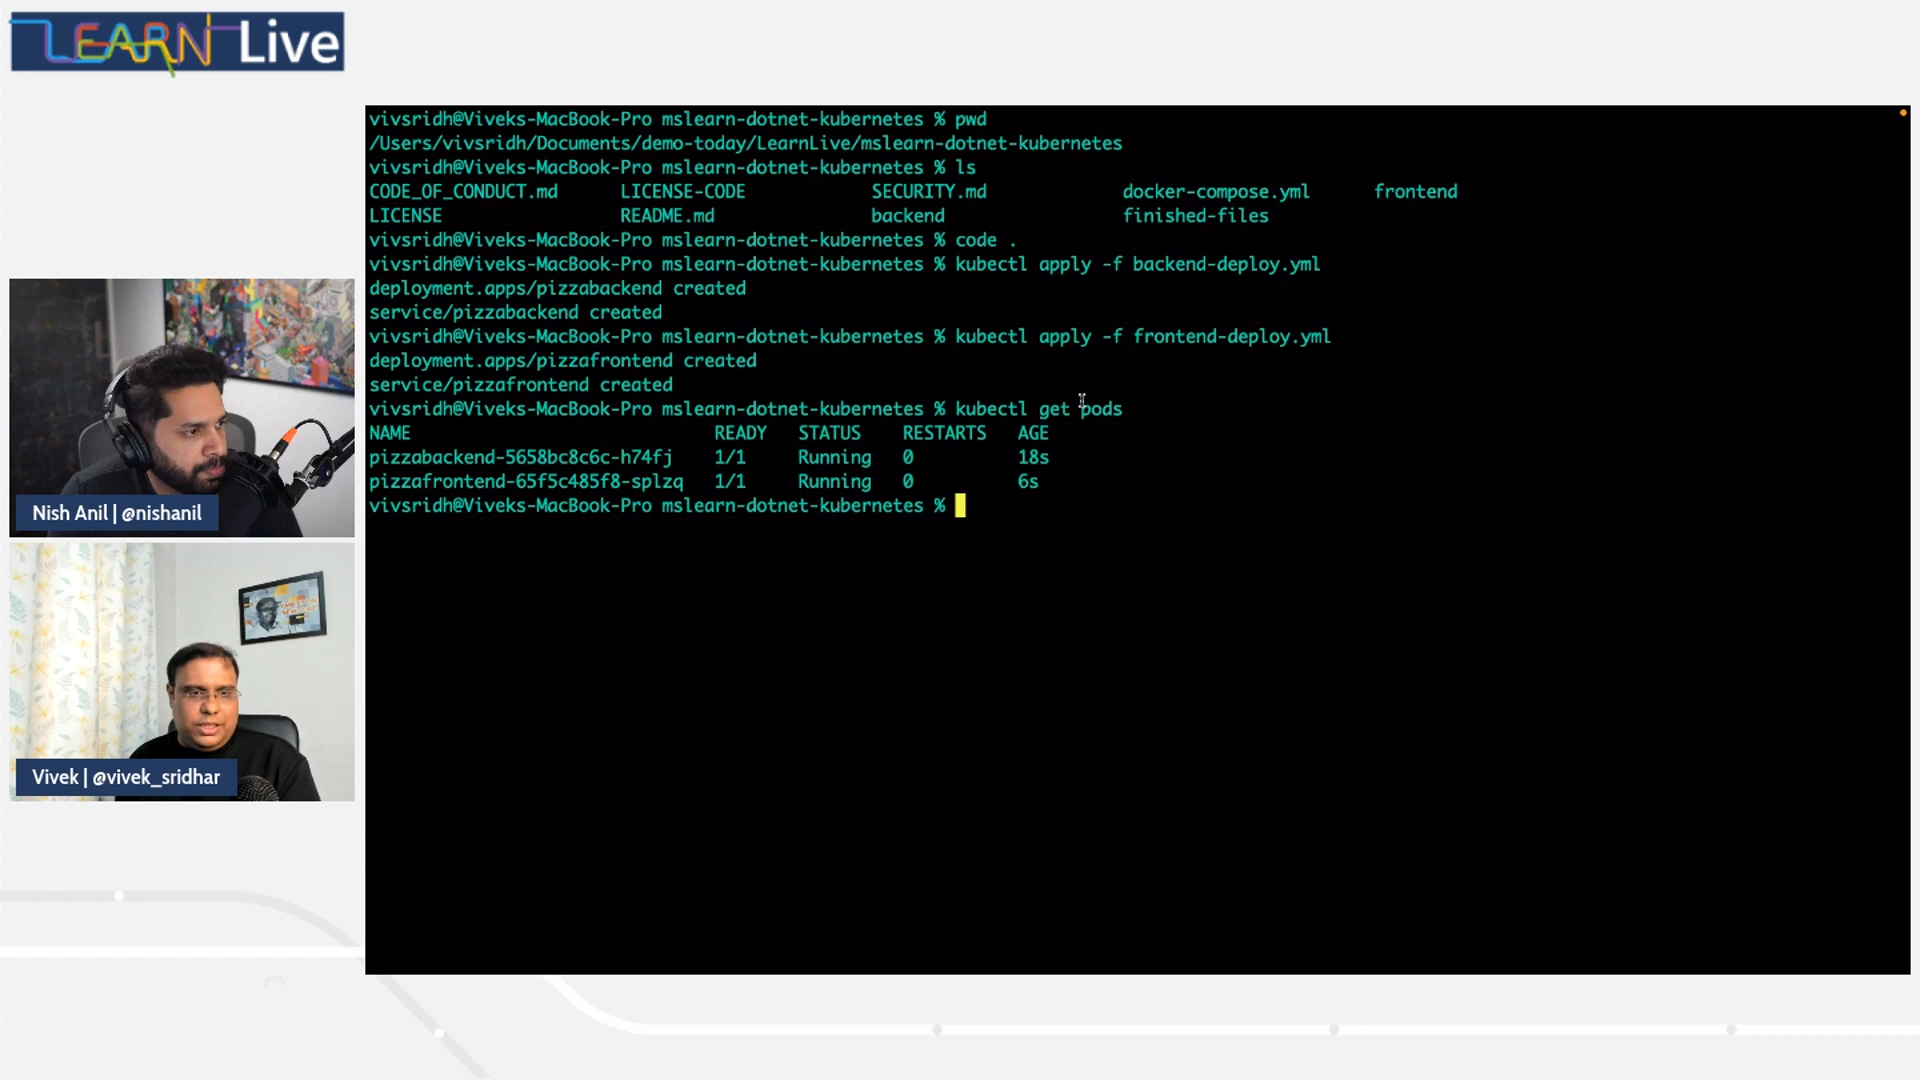 LEARN Live
vivsridh@Viveks-MacBook-Pro mslearn-dotnet-kubernetes % pwd
/Users/vivsridh/Documents/demo-today/LearnLive/mslearn-dotnet-kubernetes
vivsridh@Viveks-MacBook-Pro mslearn-dotnet-kubernetes % ls
CODE_OF_CONDUCT.md LICENSE-CODE SECURITY.md docker-compose.yml frontend
LICENSE README.md backend finished-files
vivsridh@Viveks-MacBook-Pro mslearn-dotnet-kubernetes % code .
vivsridh@Viveks-MacBook-Pro mslearn-dotnet-kubernetes % kubectl apply -f backend-deploy.yml
deployment.apps/pizzabackend created
service/pizzabackend created
vivsridh@Viveks-MacBook-Pro mslearn-dotnet-kubernetes % kubectl apply -f frontend-deploy.yml
deployment.apps/pizzafrontend created
service/pizzafrontend created
vivsridh@Viveks-MacBook-Pro mslearn-dotnet-kubernetes % kubectl get pods
NAME READY STATUS RESTARTS AGE
pizzabackend-5658bc8c6c-h74fj 1/1 Running 0 18s
pizzafrontend-65f5c485f8-splzq 1/1 Running 0 6s
vivsridh@Viveks-MacBook-Pro mslearn-dotnet-kubernetes %
Nish Anil | @nishanil
Vivek | @vivek_sridhar